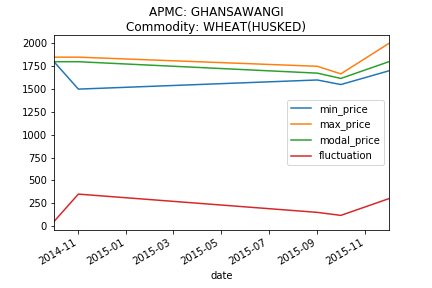 APMC: GHANSAWANGI
Commodity: WHEAT(HUSKED)
2000
1750
1500
1250
1000
750
500
250
0
min_price
max_price
modal_price
fluctuation
2014-11
2015-01
2015-03
2015-05
2015-07
2015-09
2015-11
date